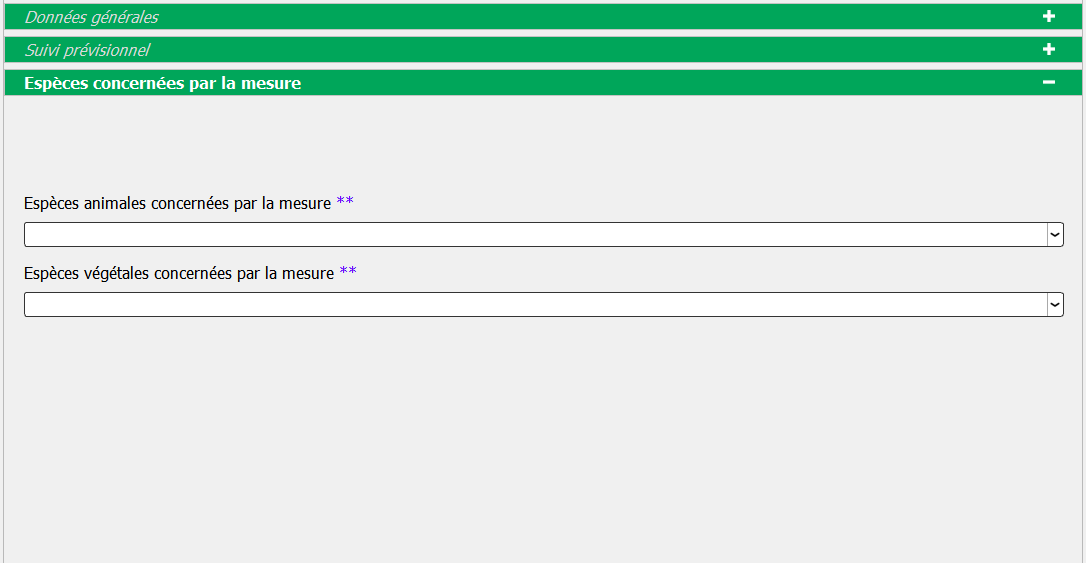 Données générales
Suivi prévisionnel
Espèces concernées par la mesure
Espèces animales concernées par la mesure **
Espèces végétales concernées par la mesure **